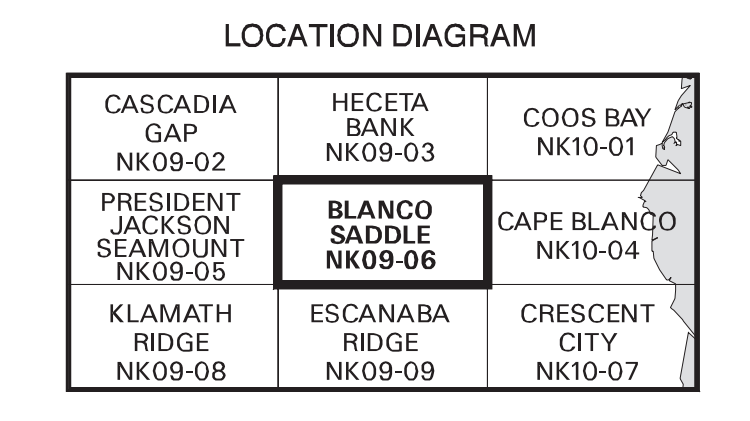 LOCATION DIAGRAM
CASCADIA
GAP
NK09-02
HECETA
BANK
NK09-03
COOS BAY
NK10-01
PRESIDENT
JACKSON
SEAMOUNT
NK09-05
BLANCO
SADDLE
NK09-06
CAPE BLANCO
NK10-04
KLAMATH
RIDGE
NK09-08
ESCANABA
RIDGE
NK09-09
CRESCENT
CITY
NK10-07